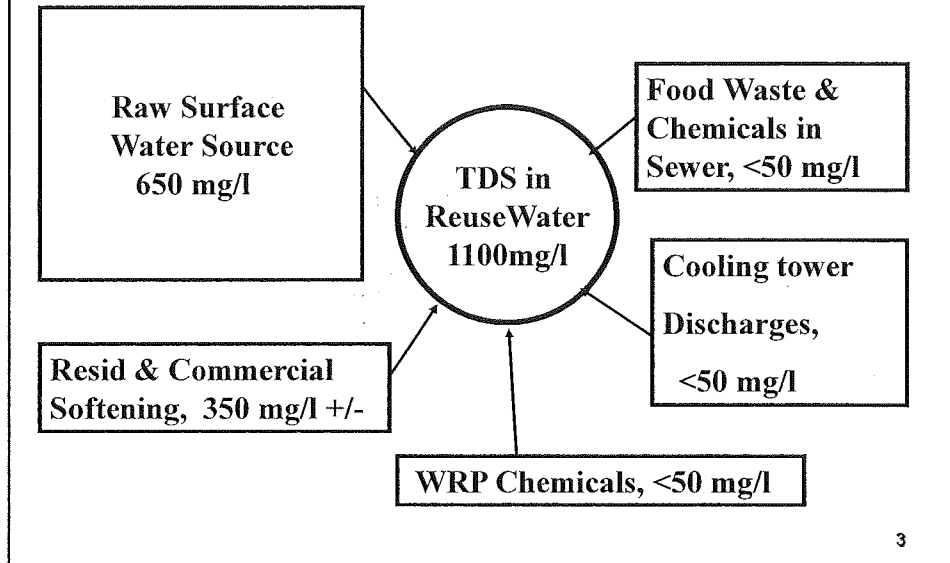 Raw Surface
Water Source
650 mg/l
Food Waste &
Chemicals in
Sewer, <50 mg/l
TDS in
ReuseWater
1100mg/l
Cooling tower
Discharges,
<50 mg/l
Resid & Commercial
Softening, 350 mg/l +/-
WRP Chemicals, <50 mg/l
3